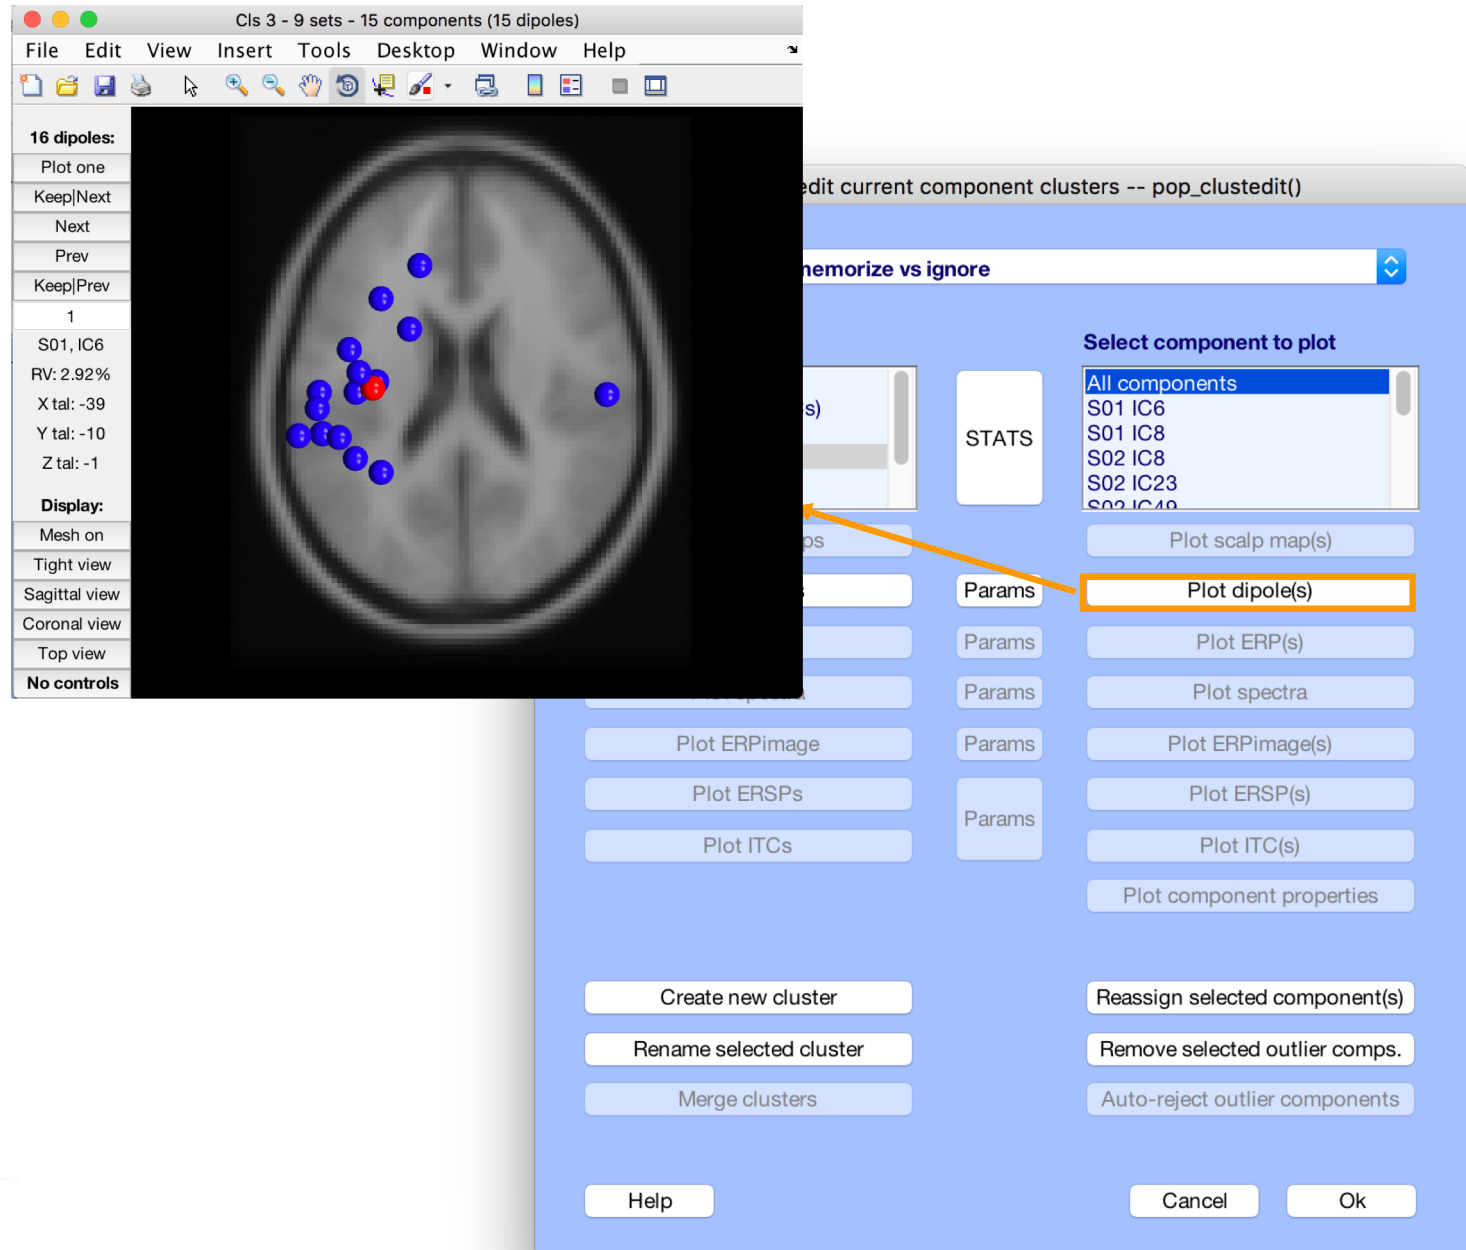 Cls 3 - 9 sets - 15 components (15 dipoles)
File Edit View Insert Tools Desktop Window Help
16 dipoles:
Plot one
Keep|Next
Next
Prev
Keep|Prev
1
S01, IC6
RV: 2.92%
X tal: -39
Y tal: -10
Z tal: -1
Display:
Mesh on
Tight view
Sagittal view
Coronal view
Top view
No controls
edit current component clusters -- pop_clustedit()
memorize vs ignore
Select component to plot
s)
STATS
All components
S01 IC6
S01 IC8
S02 IC8
S02 IC23
S02 IC49
ps
Plot scalp map(s)
s
Params
Plot dipole(s)
Params
Plot ERP(s)
Plot spectra
Params
Plot spectra
Plot ERPimage
Params
Plot ERPimage(s)
Plot ERSPs
Params
Plot ERSP(s)
Plot ITCs
Plot ITC(s)
Plot component properties
Create new cluster
Reassign selected component(s)
Rename selected cluster
Remove selected outlier comps.
Merge clusters
Auto-reject outlier components
Help
Cancel
Ok